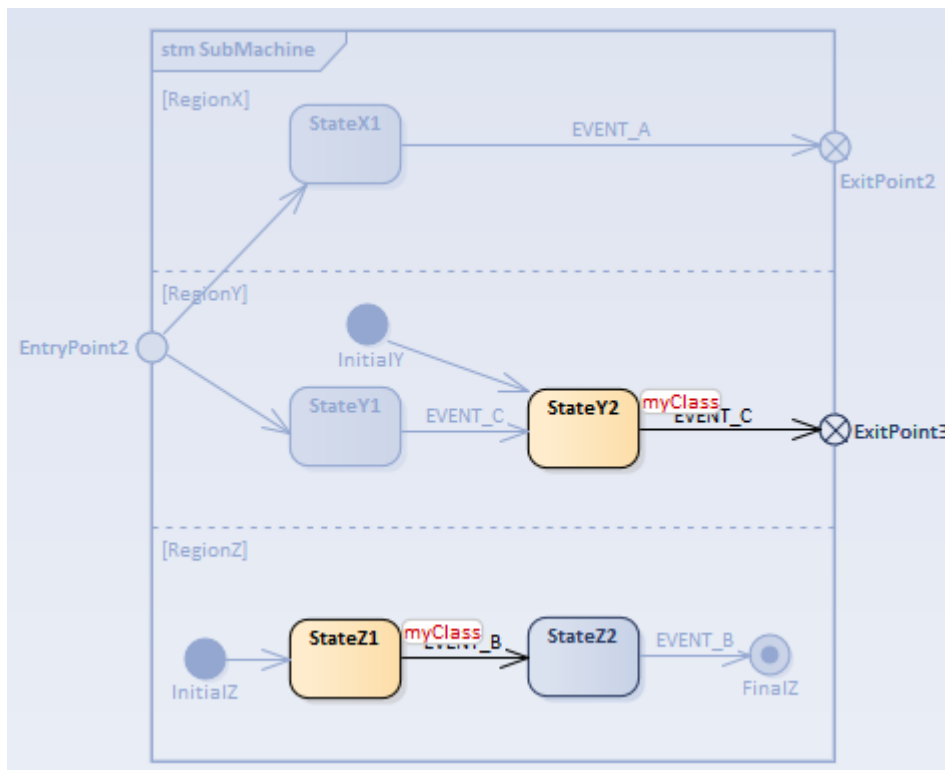 stm SubMachine
[RegionX]
StateX1
EVENT_A
ExitPoint2
[RegionY]
EntryPoint2
InitialY
StateY1
EVENT_C
StateY2
myClass
EVENT_C
ExitPoint3
[RegionZ]
StateZ1
myClass
EVENT_B
StateZ2
EVENT_B
InitialZ
FinalZ